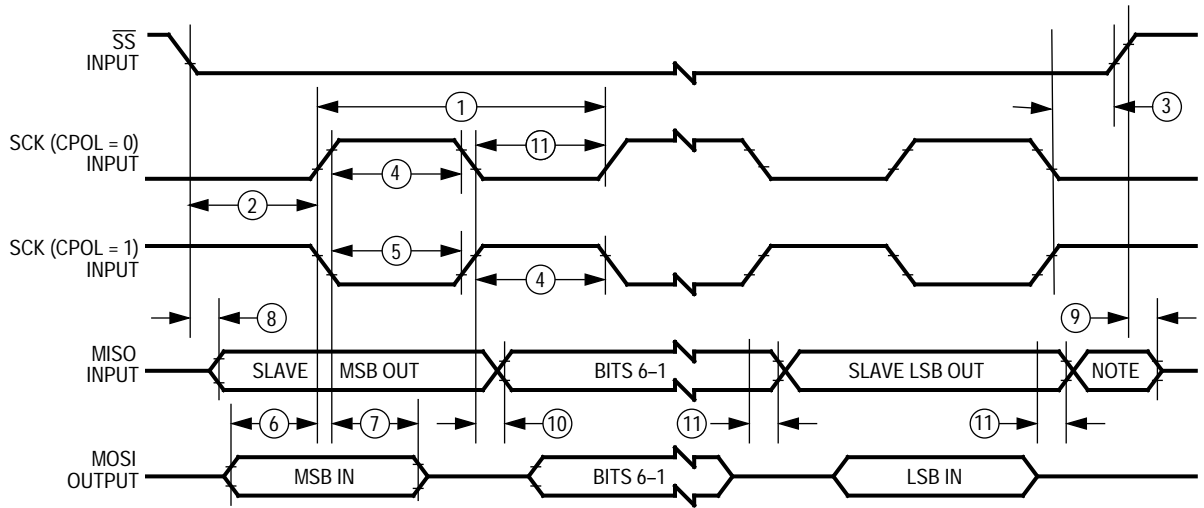 SS
INPUT
1
3
SCK (CPOL = 0)
INPUT
11
4
2
SCK (CPOL = 1)
INPUT
5
4
8
9
MISO
INPUT
SLAVE MSB OUT
BITS 6–1
SLAVE LSB OUT
NOTE
6
7
10
11
11
MOSI
OUTPUT
MSB IN
BITS 6–1
LSB IN